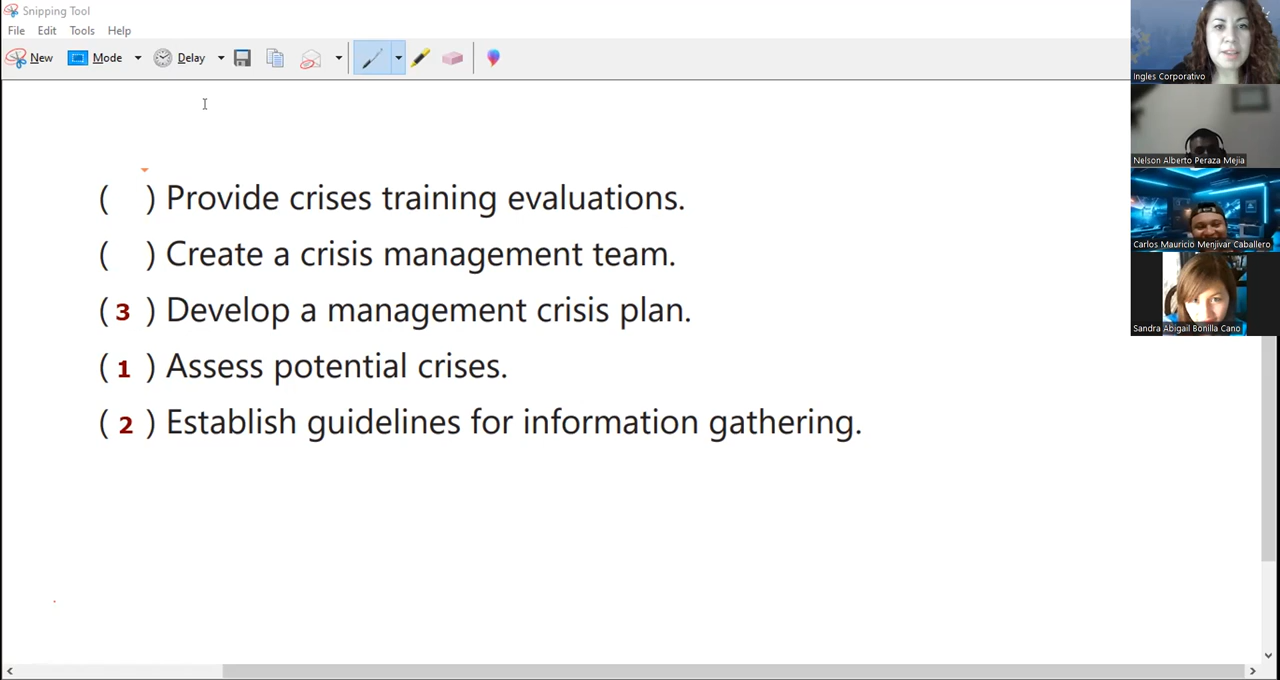 Snipping Tool
File Edit Tools Help
New Mode Delay
( ) Provide crises training evaluations.
( ) Create a crisis management team.
( 3 ) Develop a management crisis plan.
( 1 ) Assess potential crises.
( 2 ) Establish guidelines for information gathering.
Ingles Corporativo
Nelson Alberto Peraza Mejia
Carlos Mauricio Menjivar Caballero
Sandra Abigail Bonilla Cano